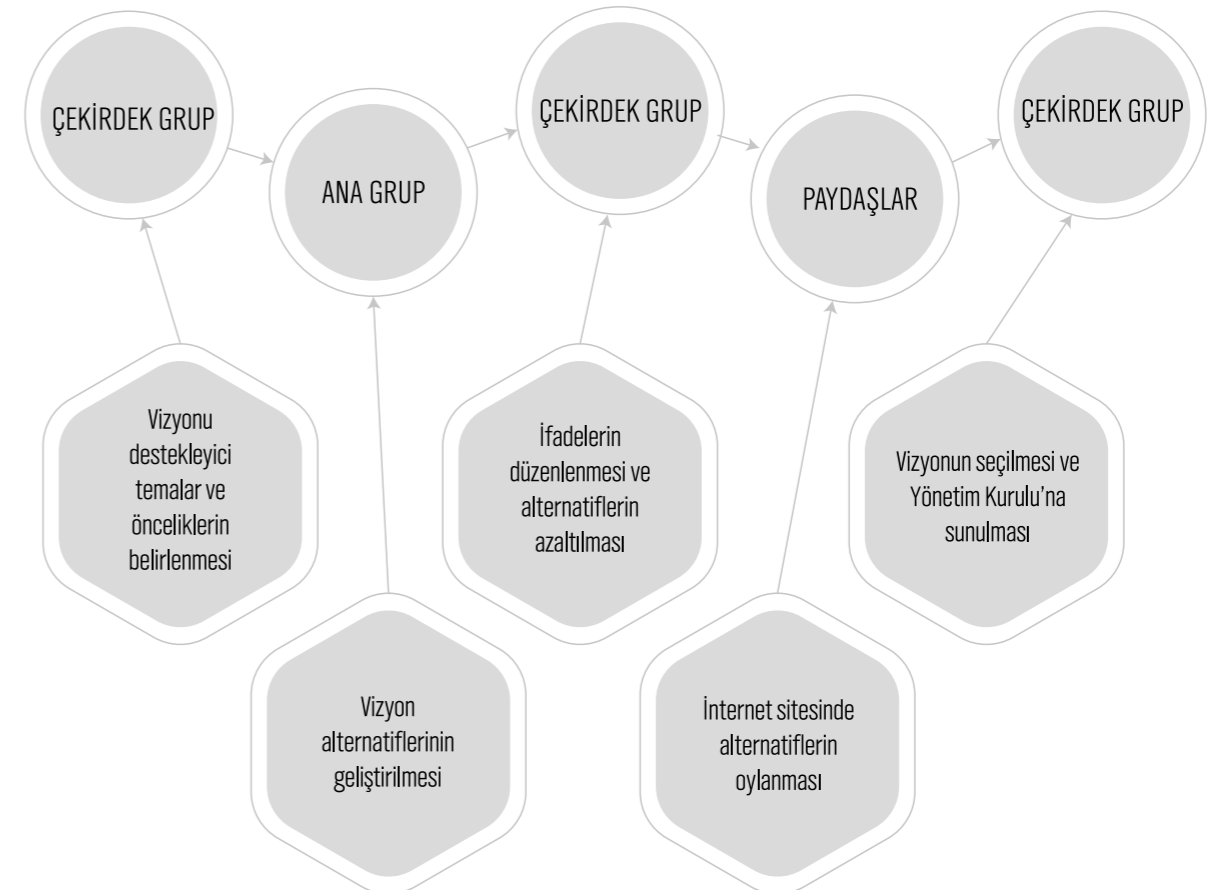 ÇEKİRDEK GRUP
ANA GRUP
ÇEKİRDEK GRUP
PAYDAŞLAR
ÇEKİRDEK GRUP
Vizyonu
destekleyici
temalar ve
önceliklerin
belirlenmesi
Vizyon
alternatiflerinin
geliştirilmesi
İfadelerin
düzenlenmesi ve
alternatiflerin
azaltılması
İnternet sitesinde
alternatiflerin
oylanması
Vizyonun seçilmesi ve
Yönetim Kurulu’na
sunulması